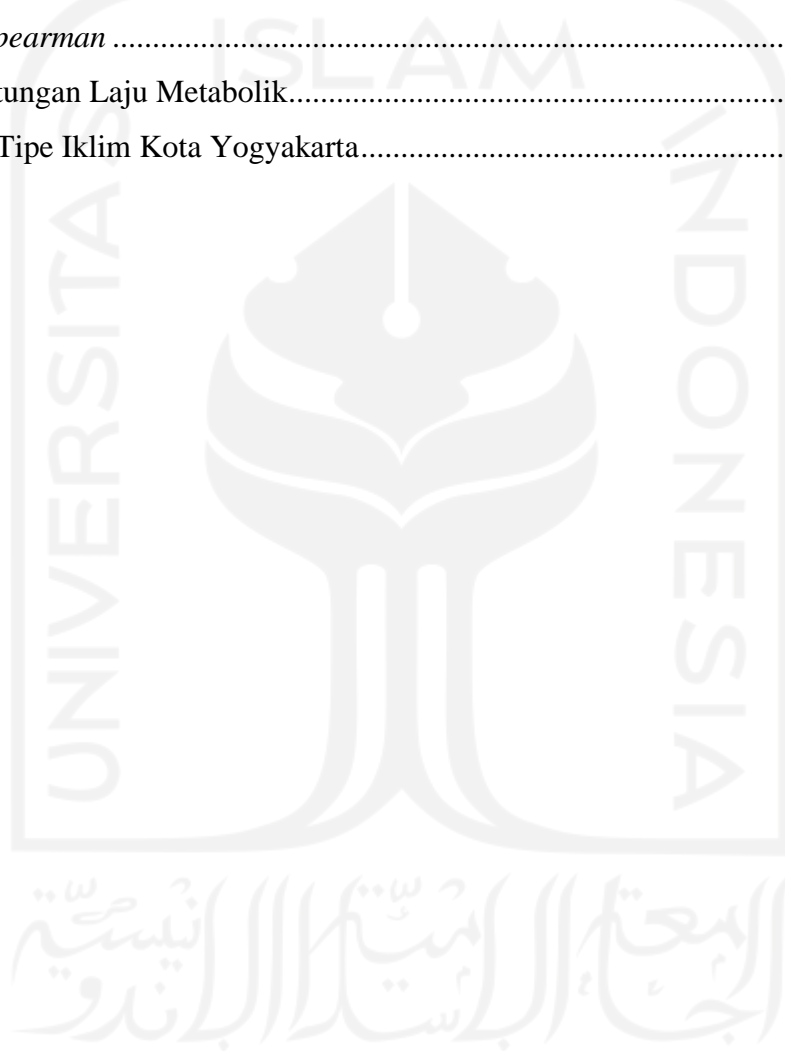 pearman ................................................................................
tungan Laju Metabolik..........................................................
Tipe Iklim Kota Yogyakarta..................................................
ISLAM
UNIVERSITAS
INDONESIA